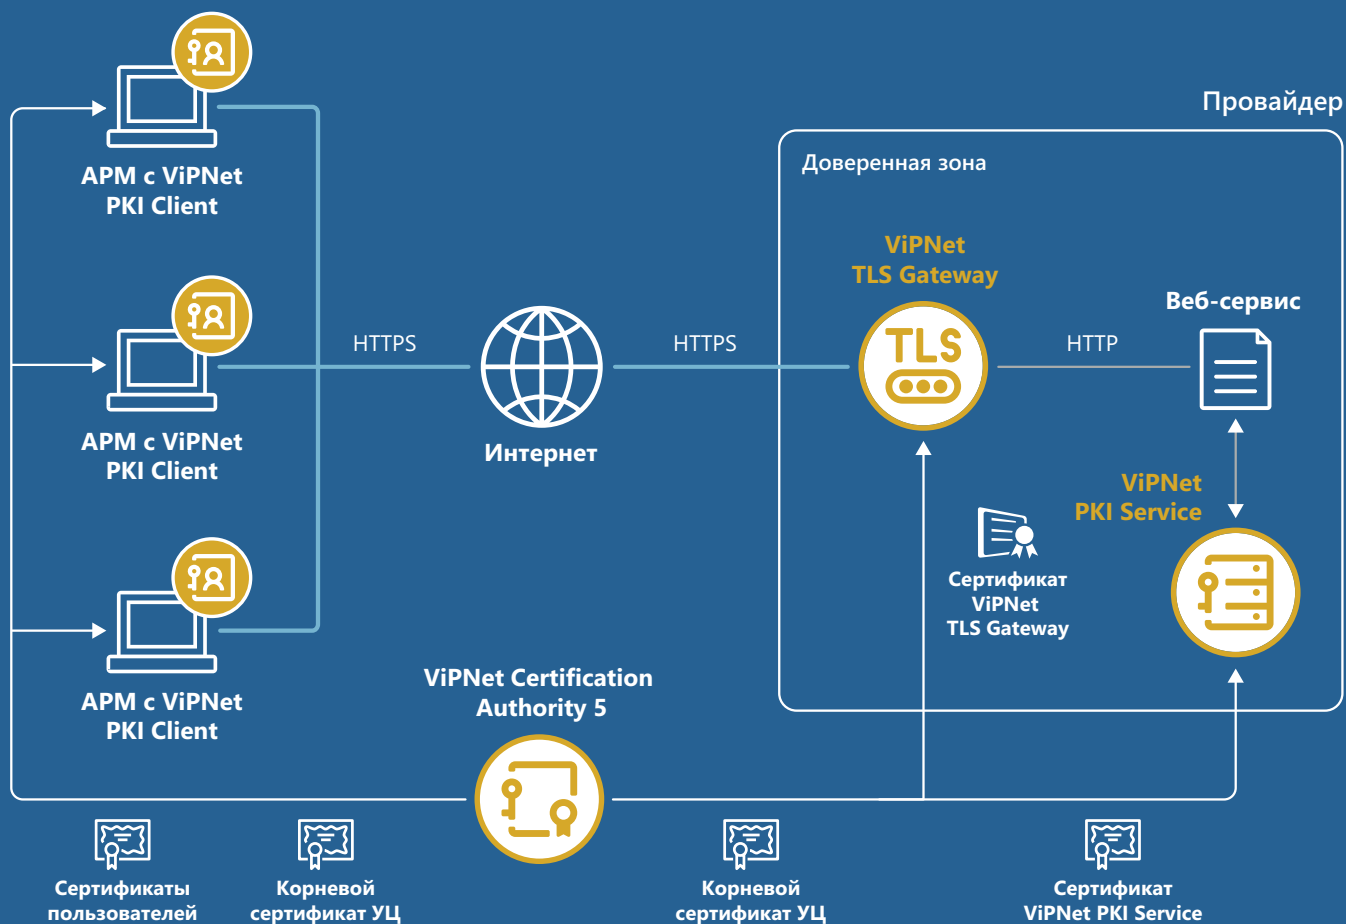 Провайдер
Доверенная зона
АРМ с ViPNet
PKI Client
АРМ с ViPNet
PKI Client
АРМ с ViPNet
PKI Client
HTTPS
Интернет
HTTPS
ViPNet
TLS Gateway
TLS
HTTP
Веб-сервис
ViPNet
PKI Service
Сертификат
ViPNet
TLS Gateway
ViPNet Certification
Authority 5
Сертификаты
пользователей
Корневой
сертификат УЦ
Корневой
сертификат УЦ
Сертификат
ViPNet PKI Service